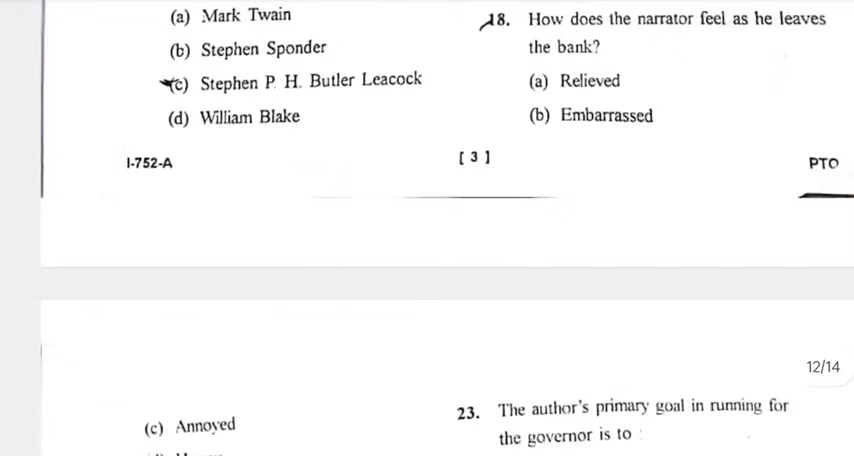 (a) Mark Twain
(b) Stephen Sponder
(c) Stephen P. H. Butler Leacock
(d) William Blake
18. How does the narrator feel as he leaves
the bank?
(a) Relieved
(b) Embarrassed
I-752-A
[ 3 ]
PTO
12/14
(c) Annoyed
23. The author's primary goal in running for
the governor is to :